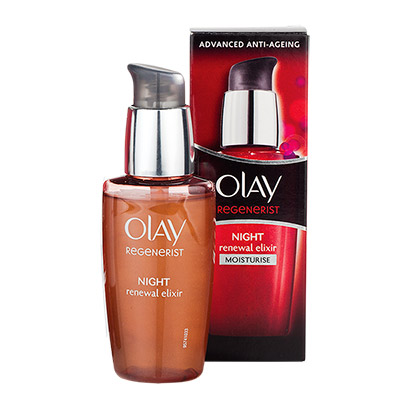 OLAY
REGENERIST
NIGHT
renewal elixir
ADVANCED ANTI-AGEING
OLAY
REGENERIST
NIGHT
renewal elixir
MOISTURISE